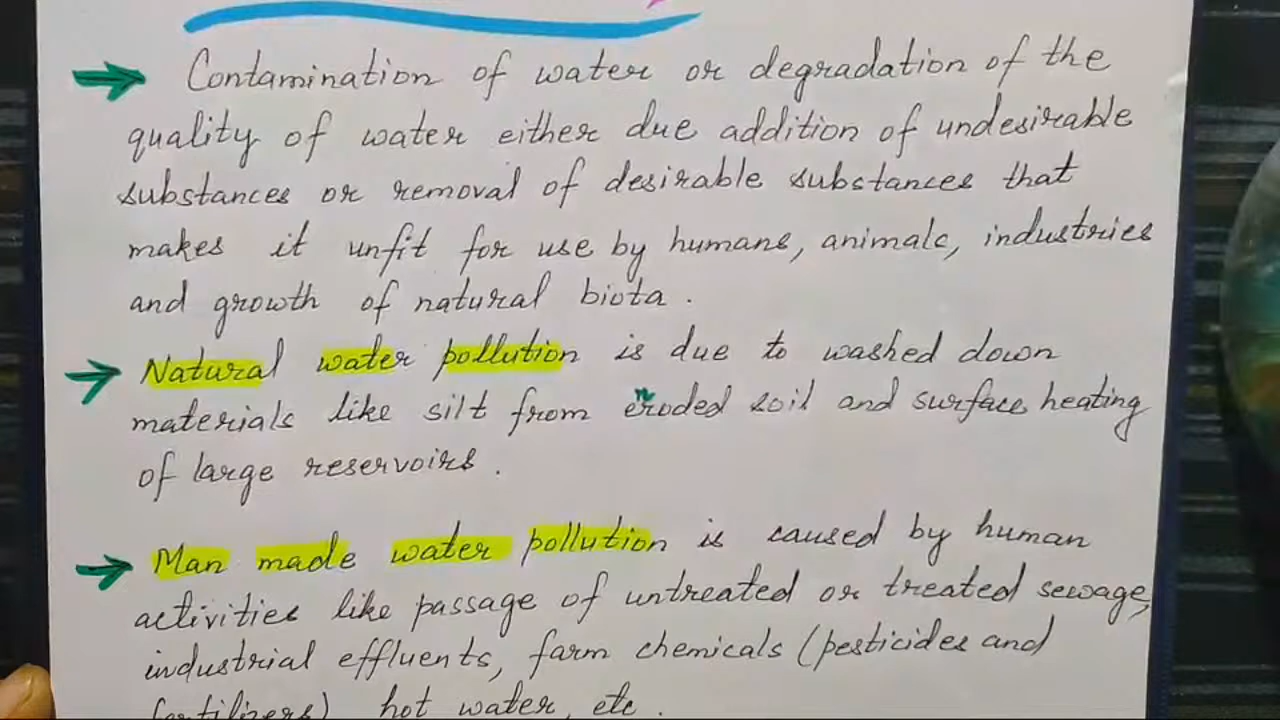 → Contamination of water or degradation of the
quality of water either due addition of undesirable
substances or removal of desirable substances that
makes it unfit for use by humans, animals, industries
and growth of natural biota.
→ Natural water pollution is due to washed down
materials like silt from eroded soil and surface heating
of large reservoirs.
→ Man made water pollution is caused by human
activities like passage of untreated or treated sewage,
industrial effluents, farm chemicals (pesticides and
fertilizers) hot water, etc.